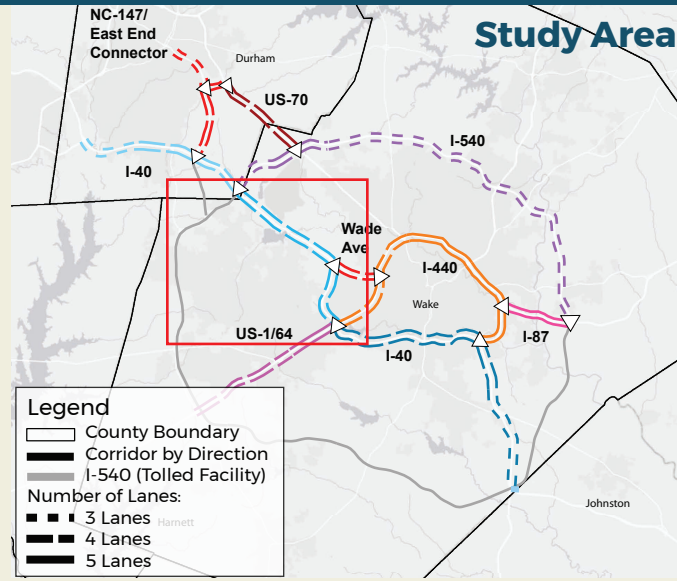 Study Area
NC-147/
East End
Connector
Durham
US-70
I-40
I-540
Wade
Ave
I-440
Wake
US-1/64
I-40
I-87
Legend
County Boundary
Corridor by Direction
I-540 (Tolled Facility)
Number of Lanes:
3 Lanes
4 Lanes
5 Lanes
Harnett
Johnston